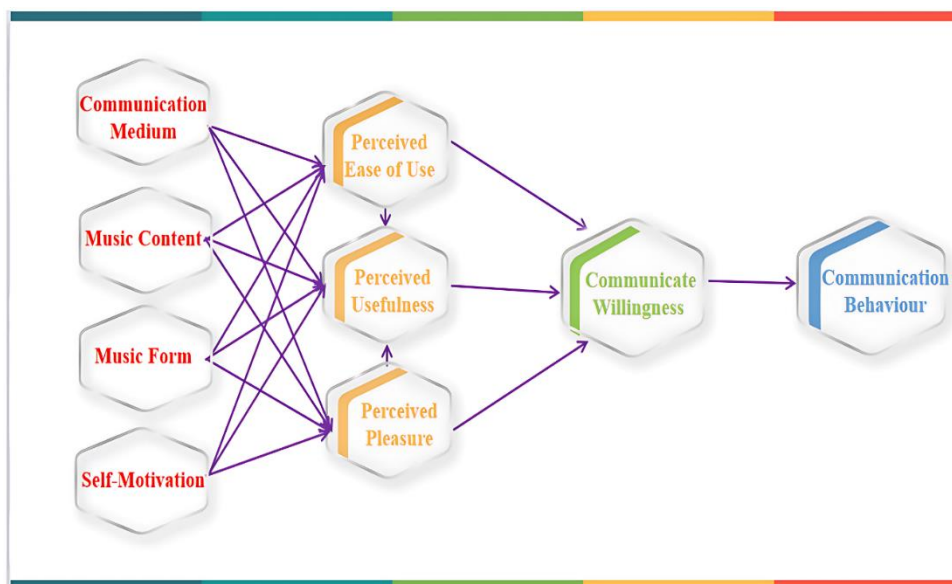 Communication
Medium
Music Content
Music Form
Self-Motivation
Perceived
Ease of Use
Perceived
Usefulness
Perceived
Pleasure
Communicate
Willingness
Communication
Behaviour